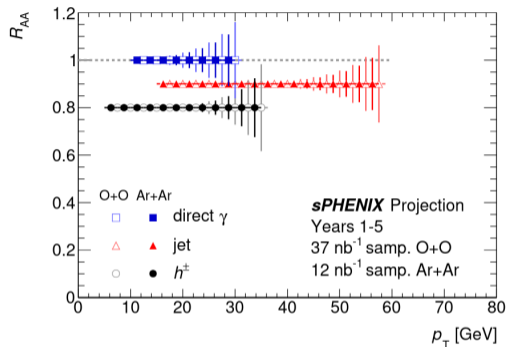 R_AA
1.2
1
0.8
0.6
0.4
0.2
0
O+O Ar+Ar
direct γ
jet
h^±
sPHENIX Projection
Years 1-5
37 nb^-1 samp. O+O
12 nb^-1 samp. Ar+Ar
0 10 20 30 40 50 60 70 80
p_T [GeV]